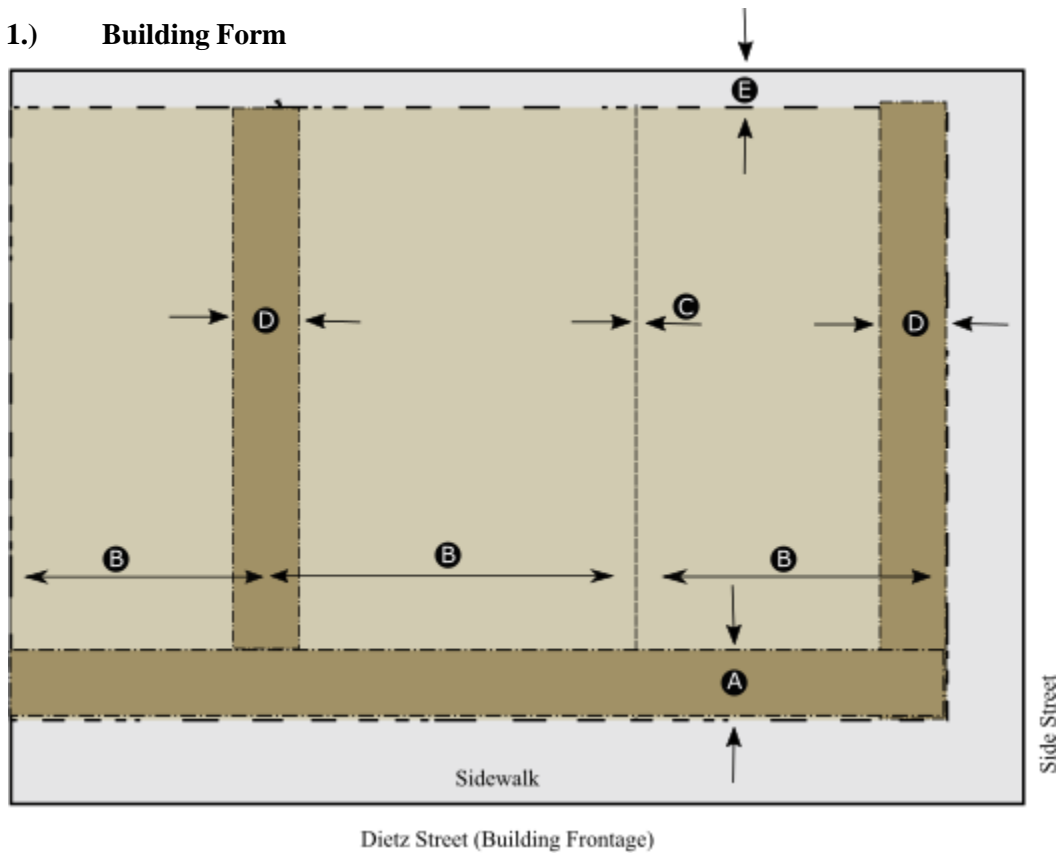 1.) Building Form
E
D
C
D
B
B
B
A
Side Street
Sidewalk
Dietz Street (Building Frontage)